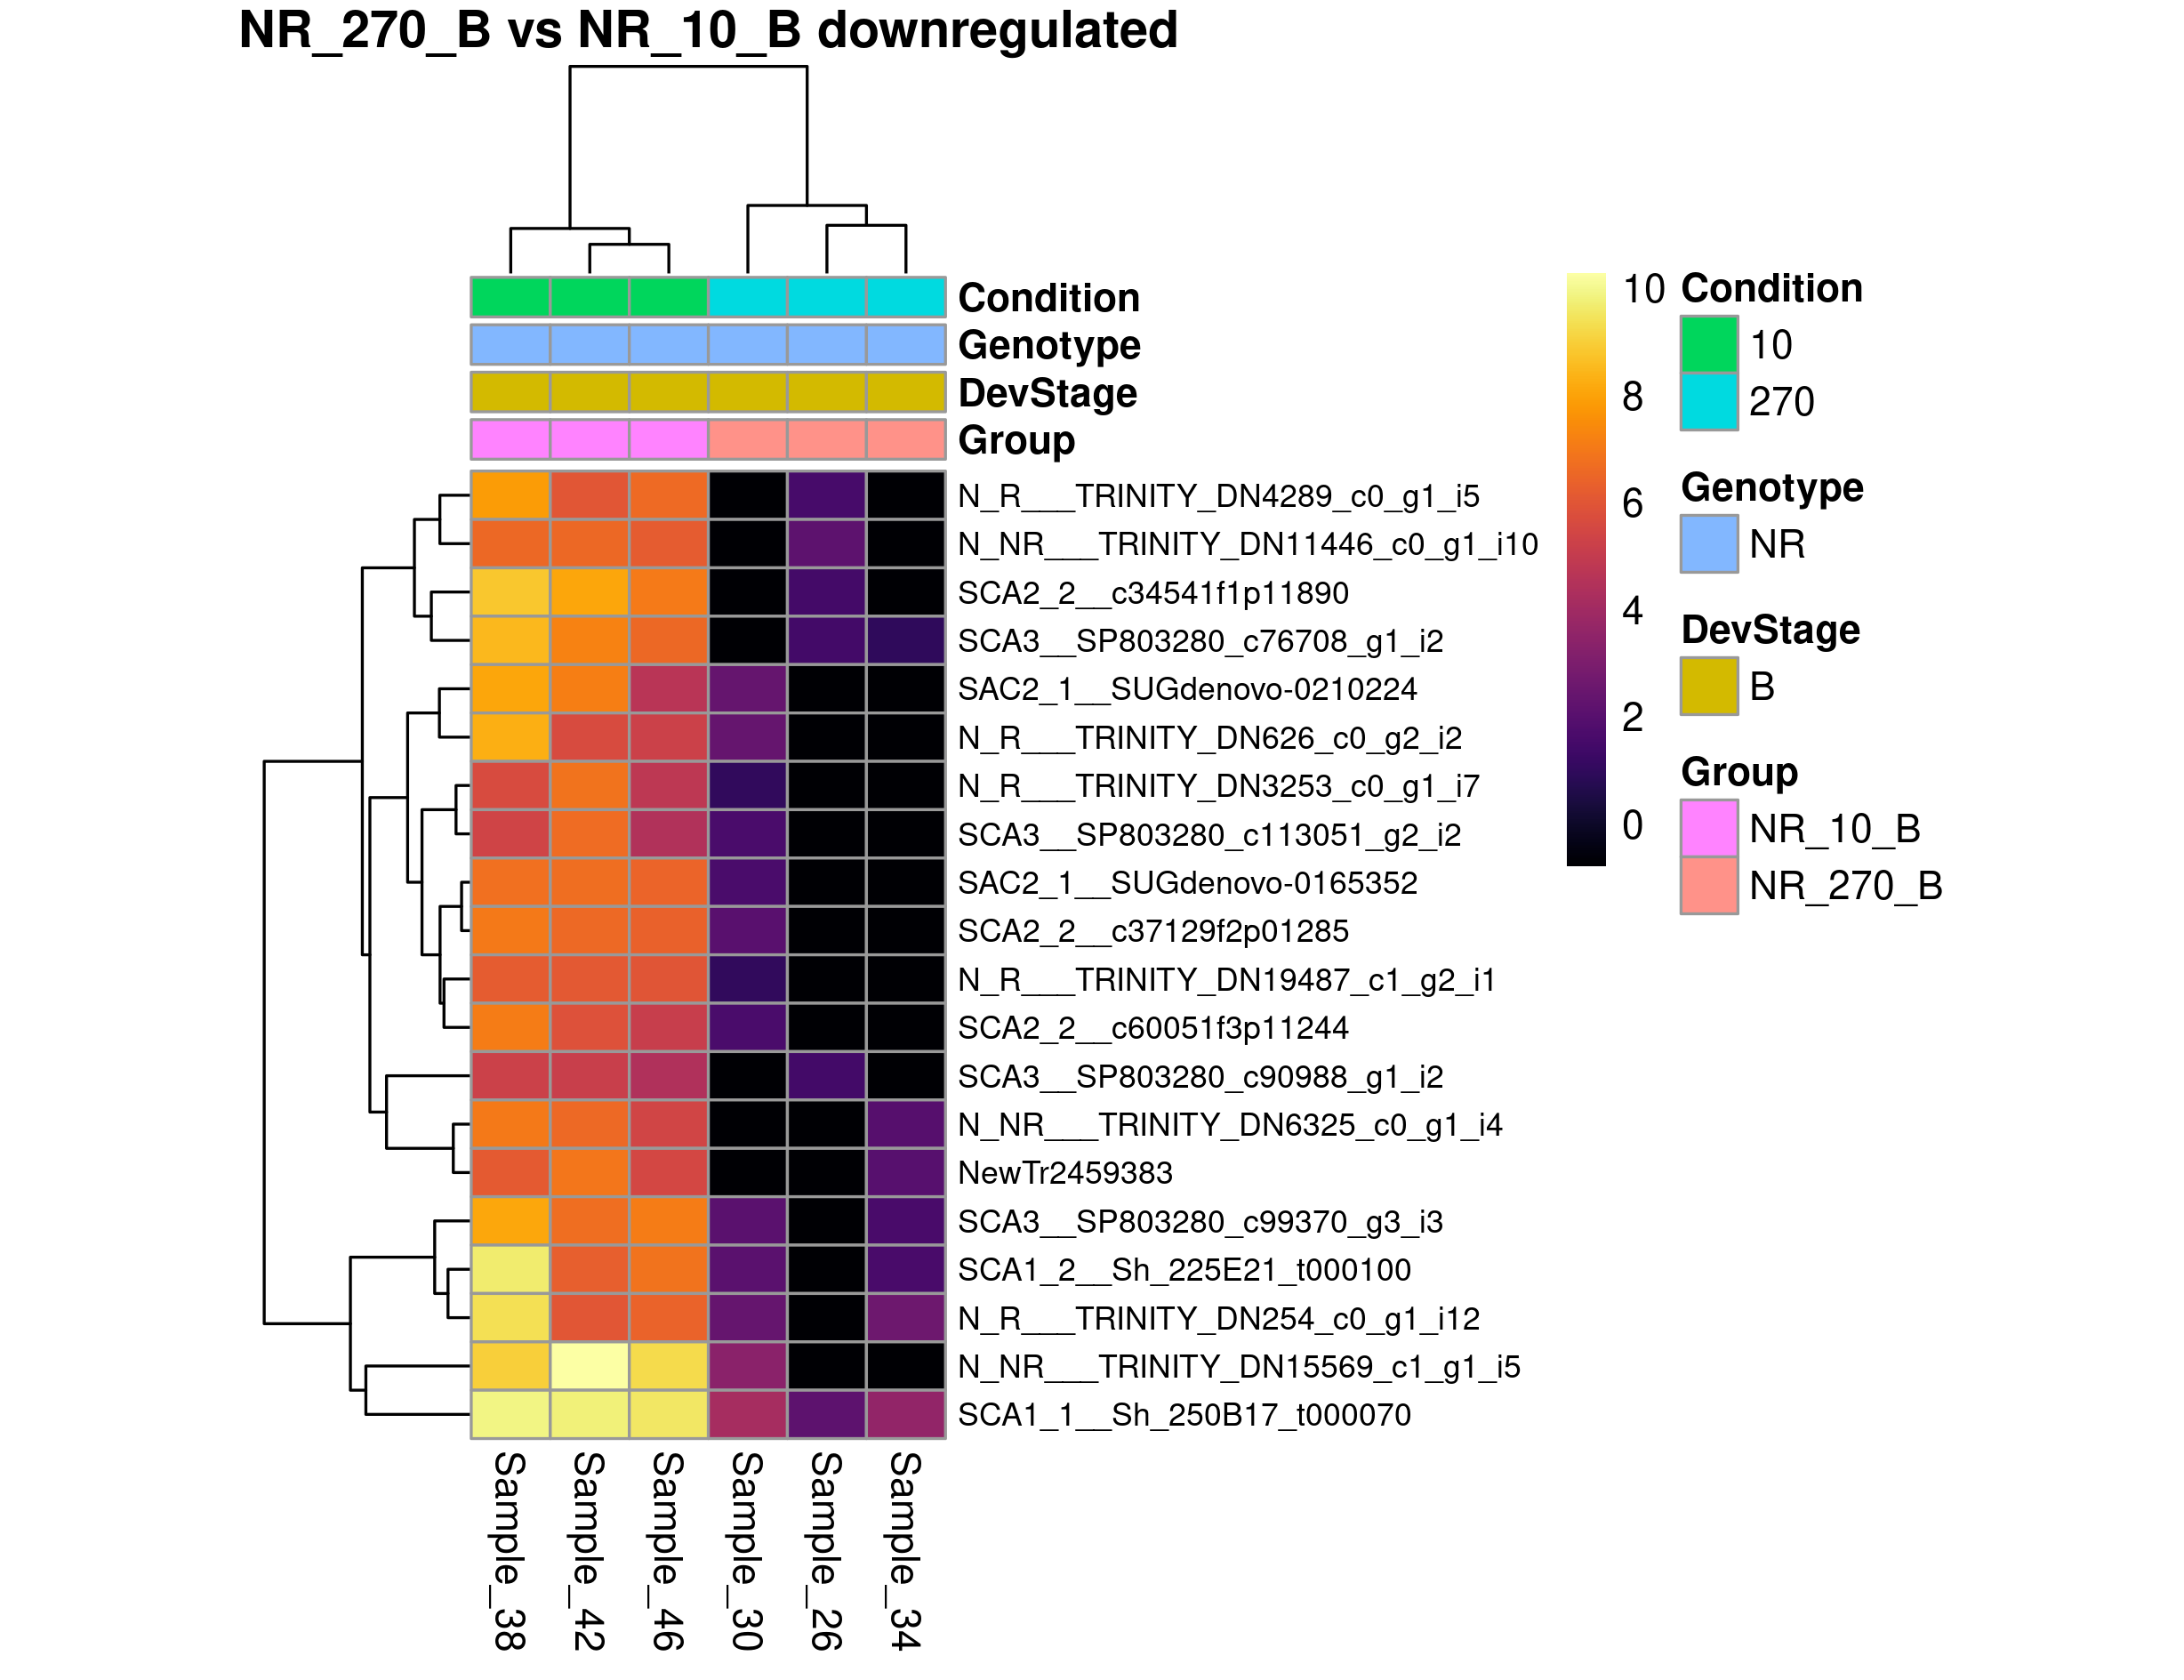 NR_270_B vs NR_10_B downregulated
Condition
Genotype
DevStage
Group
N_R___TRINITY_DN4289_c0_g1_i5
N_NR___TRINITY_DN11446_c0_g1_i10
SCA2_2__c34541f1p11890
SCA3__SP803280_c76708_g1_i2
SAC2_1__SUGdenovo-0210224
N_R___TRINITY_DN626_c0_g2_i2
N_R___TRINITY_DN3253_c0_g1_i7
SCA3__SP803280_c113051_g2_i2
SAC2_1__SUGdenovo-0165352
SCA2_2__c37129f2p01285
N_R___TRINITY_DN19487_c1_g2_i1
SCA2_2__c60051f3p11244
SCA3__SP803280_c90988_g1_i2
N_NR___TRINITY_DN6325_c0_g1_i4
NewTr2459383
SCA3__SP803280_c99370_g3_i3
SCA1_2__Sh_225E21_t000100
N_R___TRINITY_DN254_c0_g1_i12
N_NR___TRINITY_DN15569_c1_g1_i5
SCA1_1__Sh_250B17_t000070
Sample_38
Sample_42
Sample_46
Sample_30
Sample_26
Sample_34
10
8
6
4
2
0
Condition
10
270
Genotype
NR
DevStage
B
Group
NR_10_B
NR_270_B